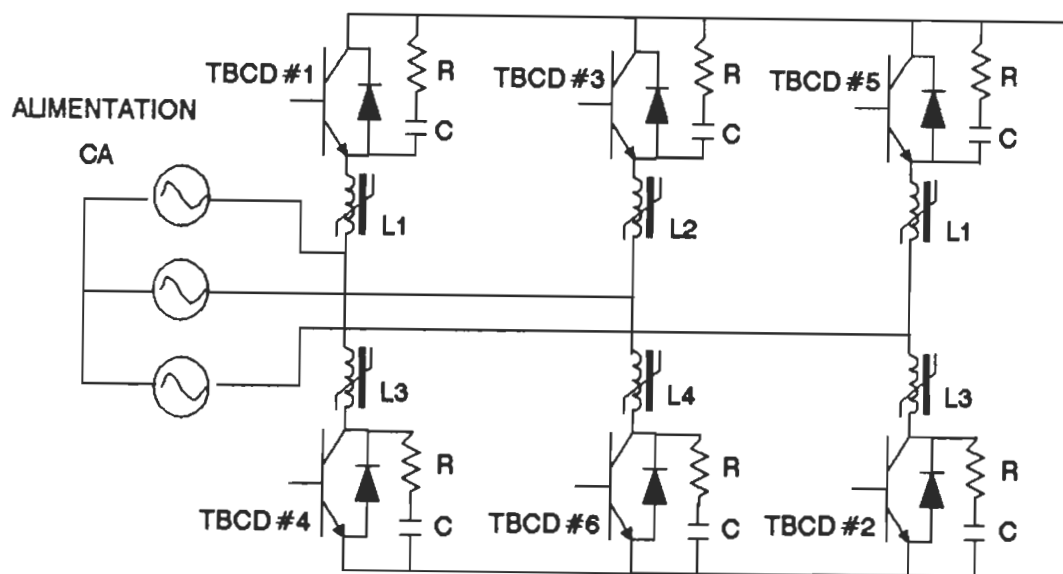 TBCD #1
R
C
TBCD #3
R
C
TBCD #5
R
C
ALIMENTATION
CA
L1
L2
L1
L3
L4
L3
TBCD #4
R
C
TBCD #6
R
C
TBCD #2
R
C